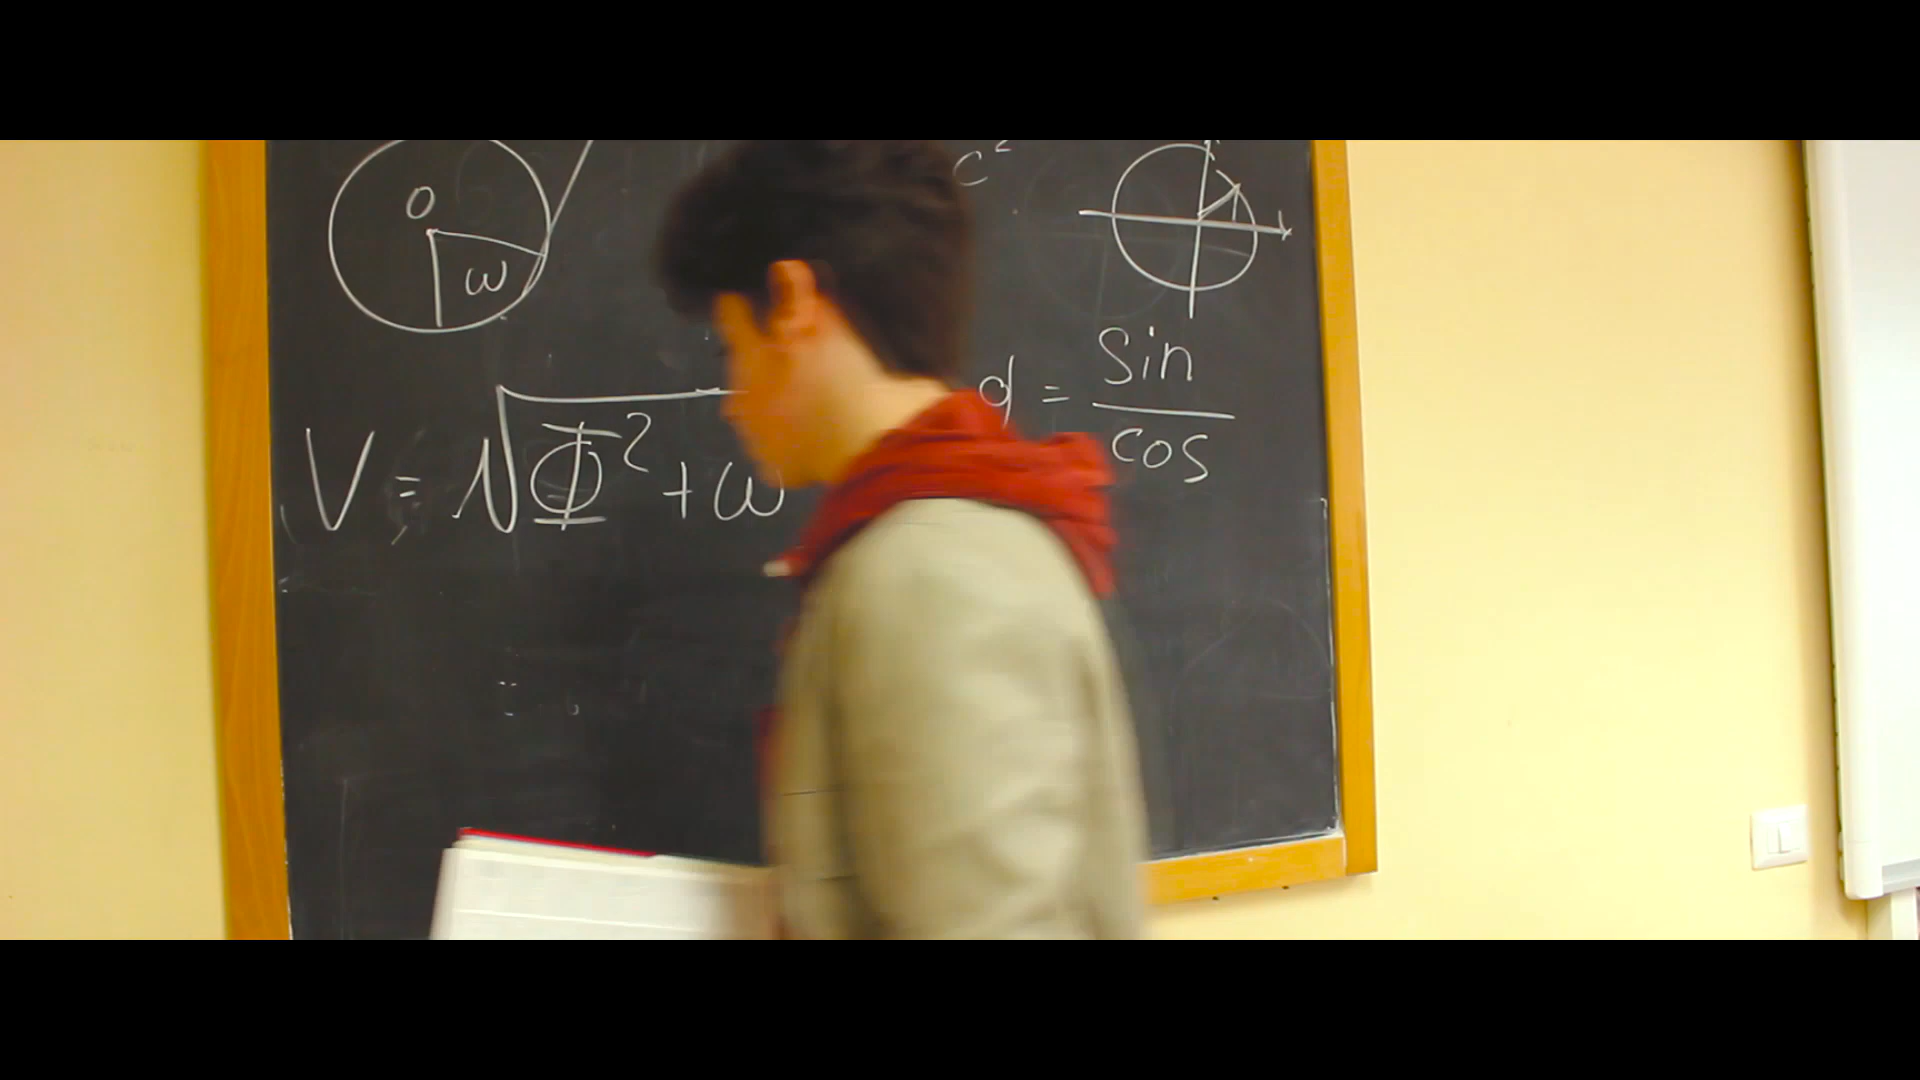 O
ω
c²
V = √Φ² + ω
g = sin/cos